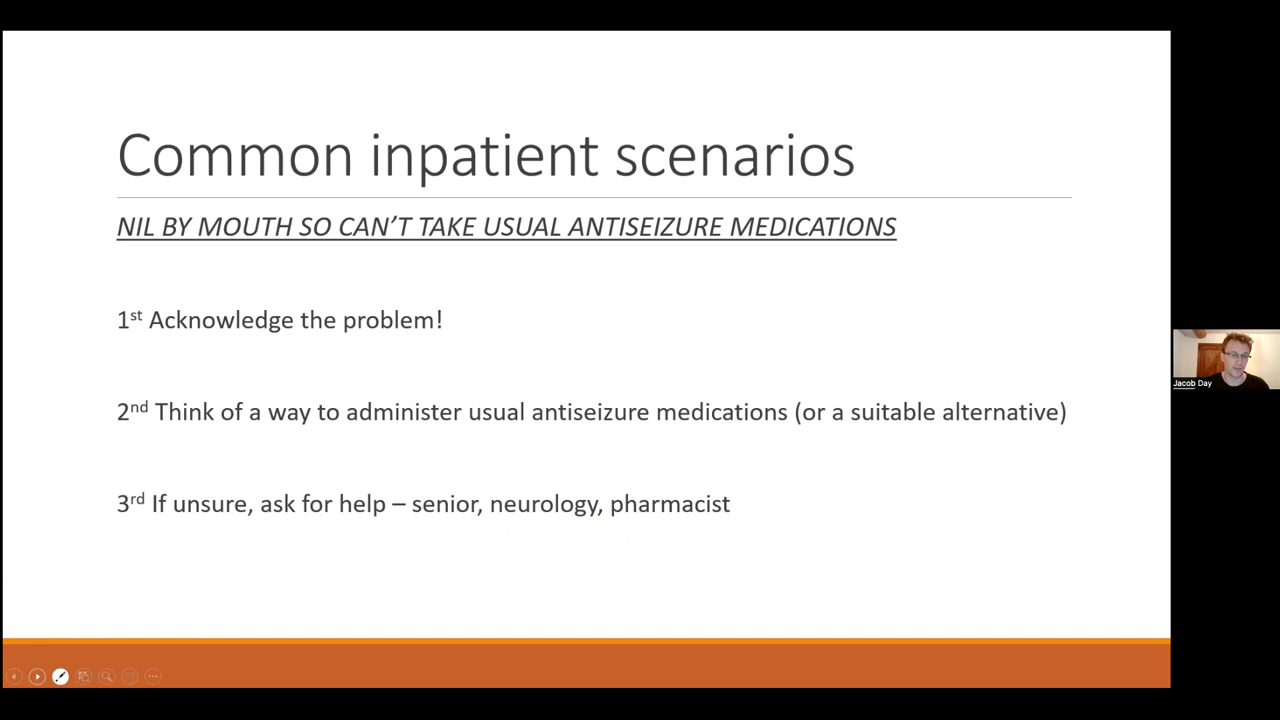 Common inpatient scenarios
NIL BY MOUTH SO CAN’T TAKE USUAL ANTISEIZURE MEDICATIONS
1st Acknowledge the problem!
2nd Think of a way to administer usual antiseizure medications (or a suitable alternative)
3rd If unsure, ask for help – senior, neurology, pharmacist
Jacob Day